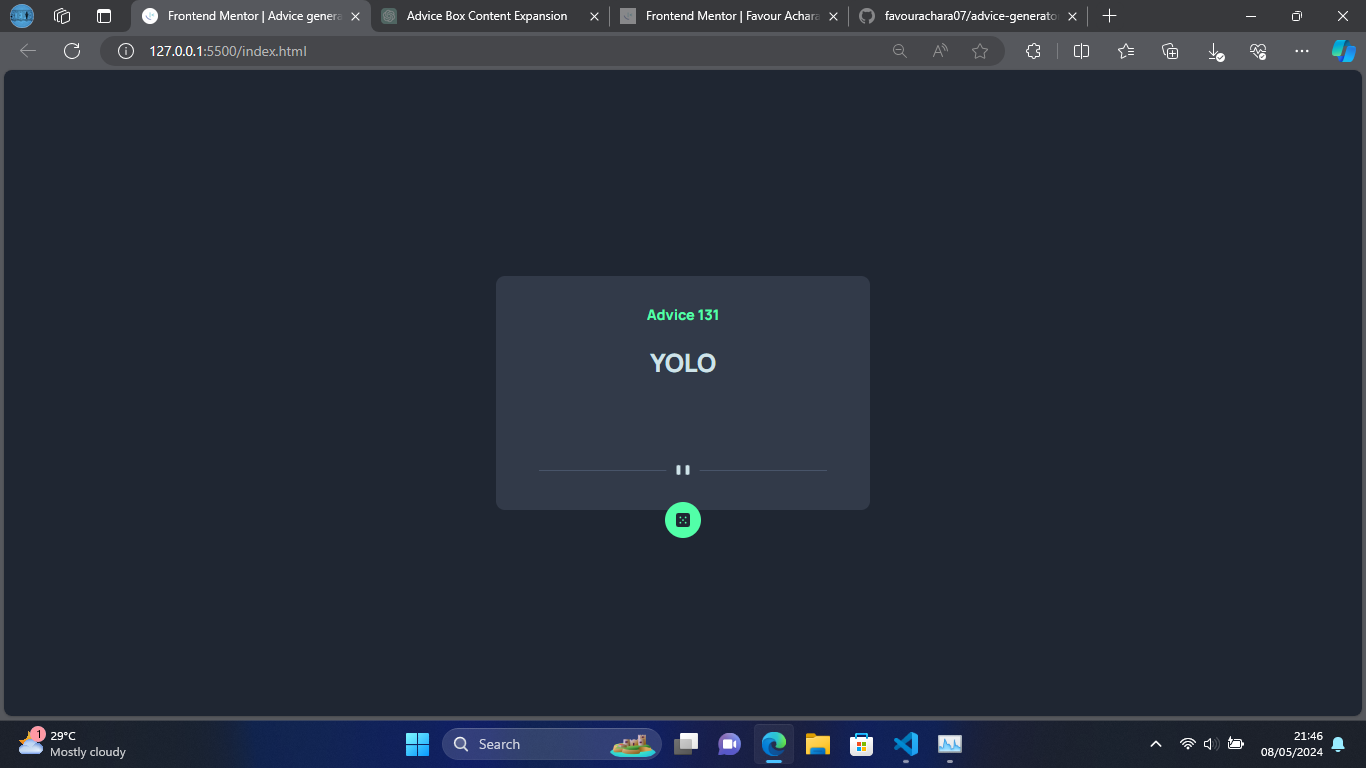 Frontend Mentor | Advice genera
Advice Box Content Expansion
Frontend Mentor | Favour Achara
favourachara07/advice-generato
127.0.0.1:5500/index.html
Advice 131
YOLO
1
29°C
Mostly cloudy
Search
21:46
08/05/2024